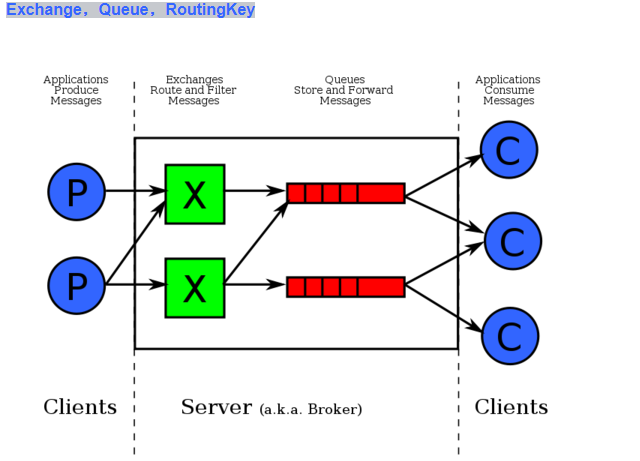 Exchange，Queue，RoutingKey
Applications
Produce
Messages
Exchanges
Route and Filter
Messages
Queues
Store and Forward
Messages
Applications
Consume
Messages
P
X
C
C
P
X
C
Clients
Server (a.k.a. Broker)
Clients